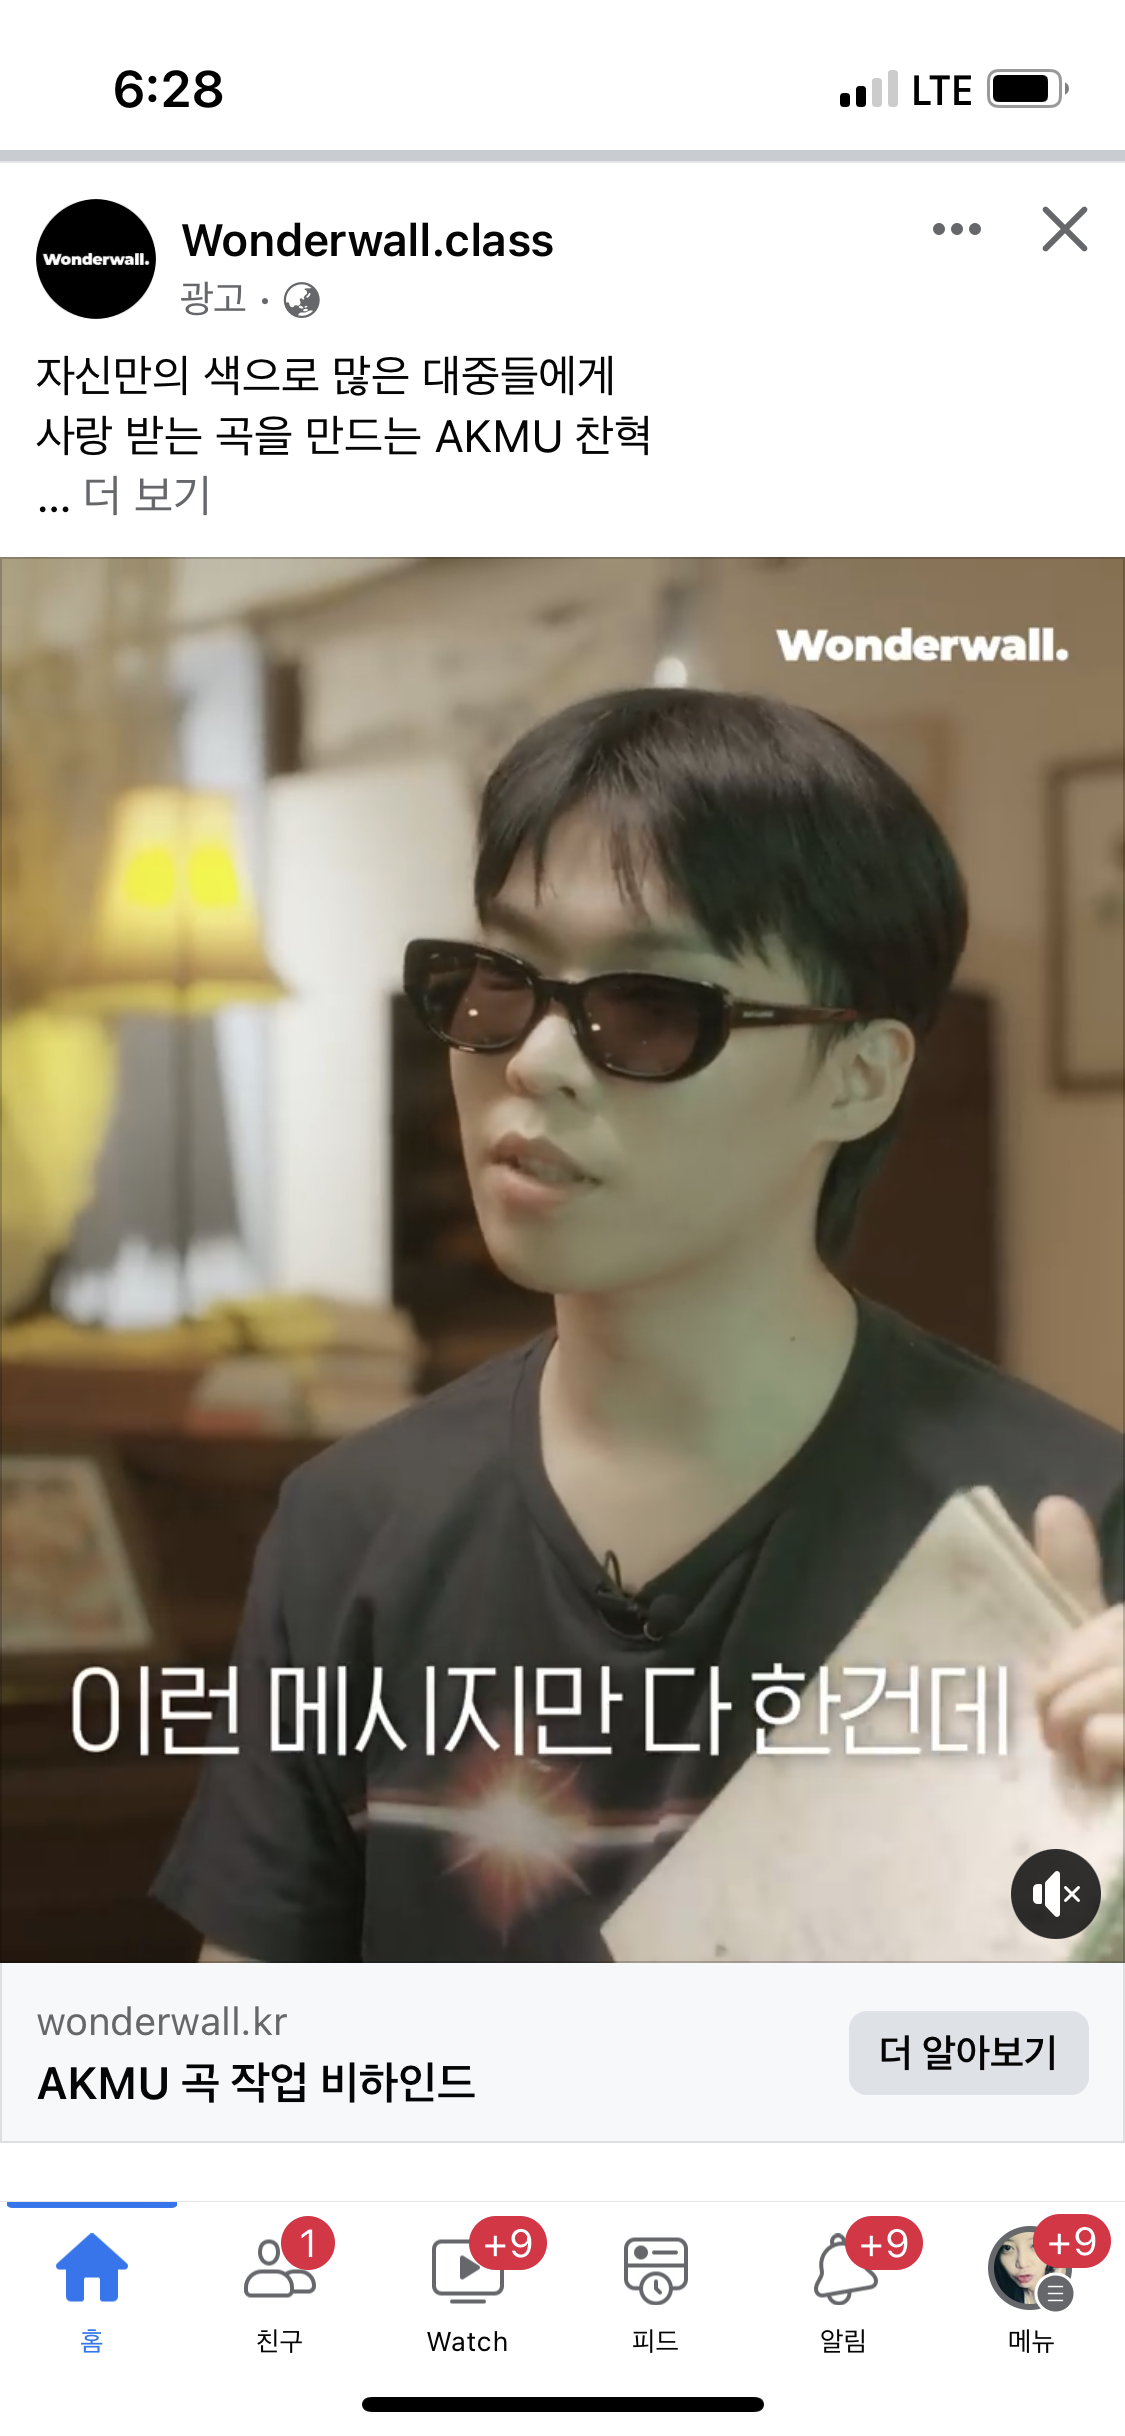 6:28
LTE
Wonderwall.
Wonderwall.class
광고 ·
자신만의 색으로 많은 대중들에게
사랑 받는 곡을 만드는 AKMU 찬혁
... 더 보기
Wonderwall.
이런 메시지만 다 한건데
wonderwall.kr
AKMU 곡 작업 비하인드
더 알아보기
1
+9
+9
+9
홈
친구
Watch
피드
알림
메뉴